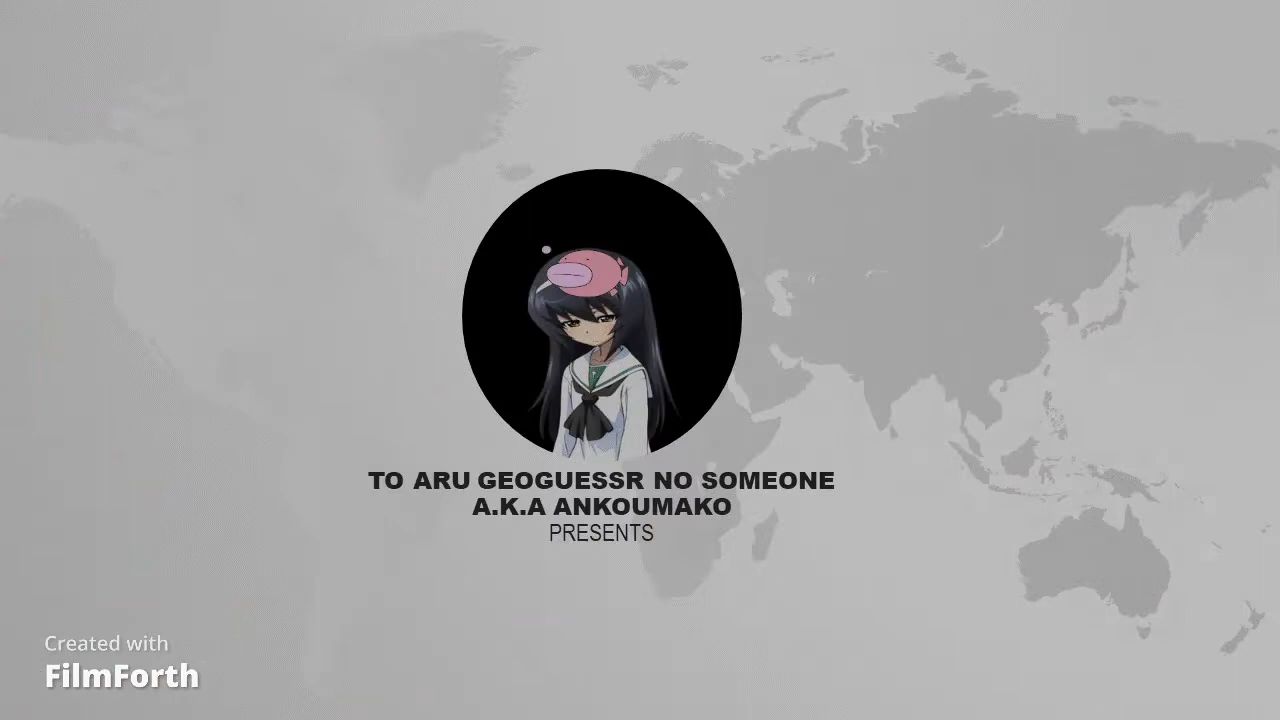 TO ARU GEOGUESSR NO SOMEONE
A.K.A ANKOUMAKO
PRESENTS
Created with
FilmForth